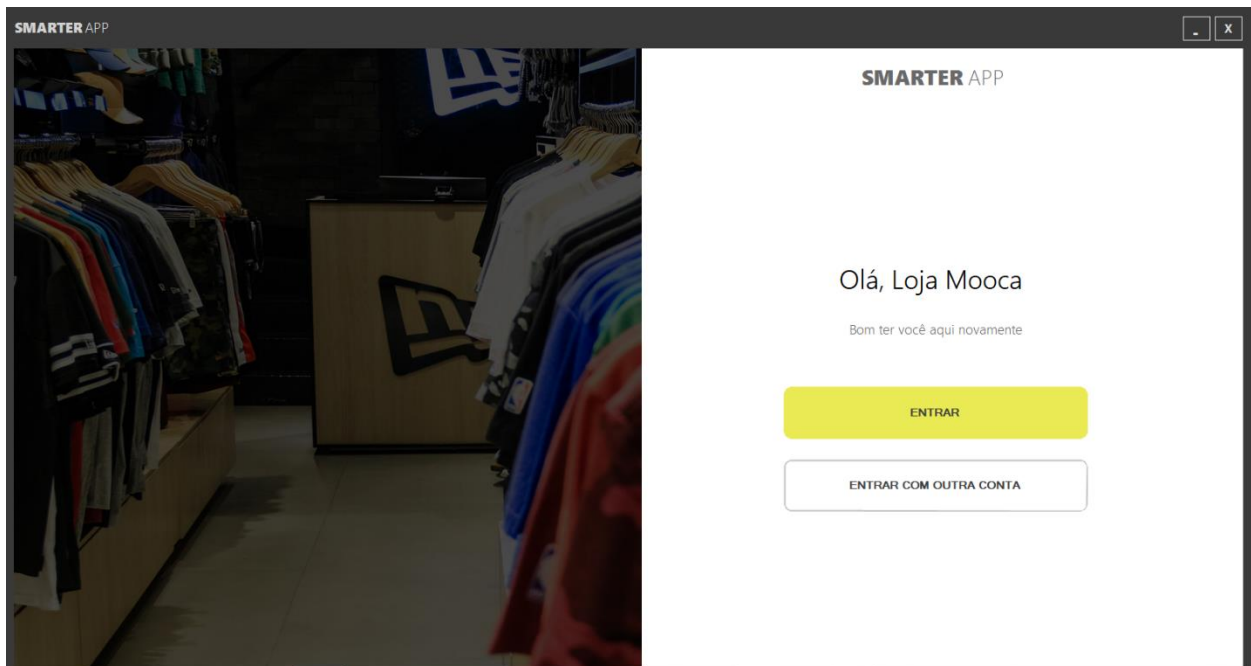 SMARTER APP
- X
SMARTER APP
Olá, Loja Mooca
Bom ter você aqui novamente
ENTRAR
ENTRAR COM OUTRA CONTA